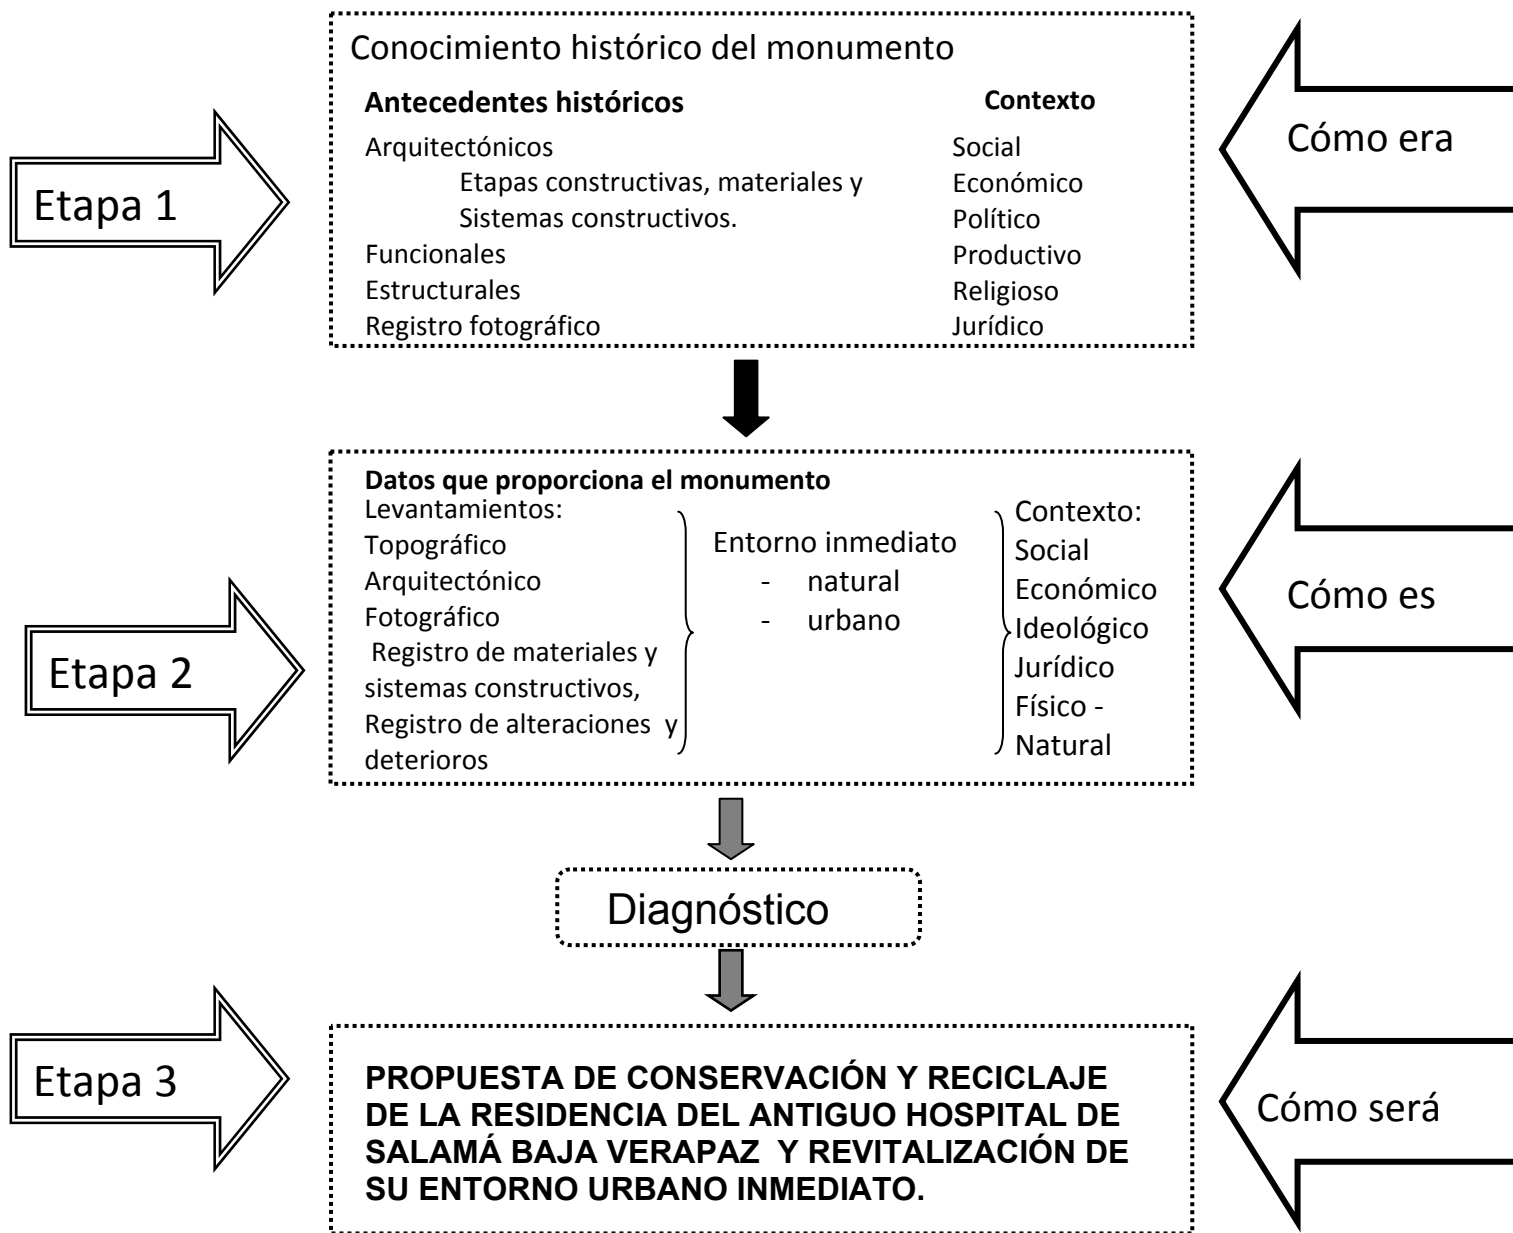 Conocimiento histórico del monumento
Antecedentes históricos
Arquitectónicos
Etapas constructivas, materiales y
Sistemas constructivos.
Funcionales
Estructurales
Registro fotográfico
Contexto
Social
Económico
Político
Productivo
Religioso
Jurídico
Etapa 1
Cómo era
Datos que proporciona el monumento
Levantamientos:
Topográfico
Arquitectónico
Fotográfico
Registro de materiales y
sistemas constructivos,
Registro de alteraciones y
deterioros
Entorno inmediato
- natural
- urbano
Contexto:
Social
Económico
Ideológico
Jurídico
Físico -
Natural
Etapa 2
Cómo es
Diagnóstico
Etapa 3
PROPUESTA DE CONSERVACIÓN Y RECICLAJE
DE LA RESIDENCIA DEL ANTIGUO HOSPITAL DE
SALAMÁ BAJA VERAPAZ Y REVITALIZACIÓN DE
SU ENTORNO URBANO INMEDIATO.
Cómo será